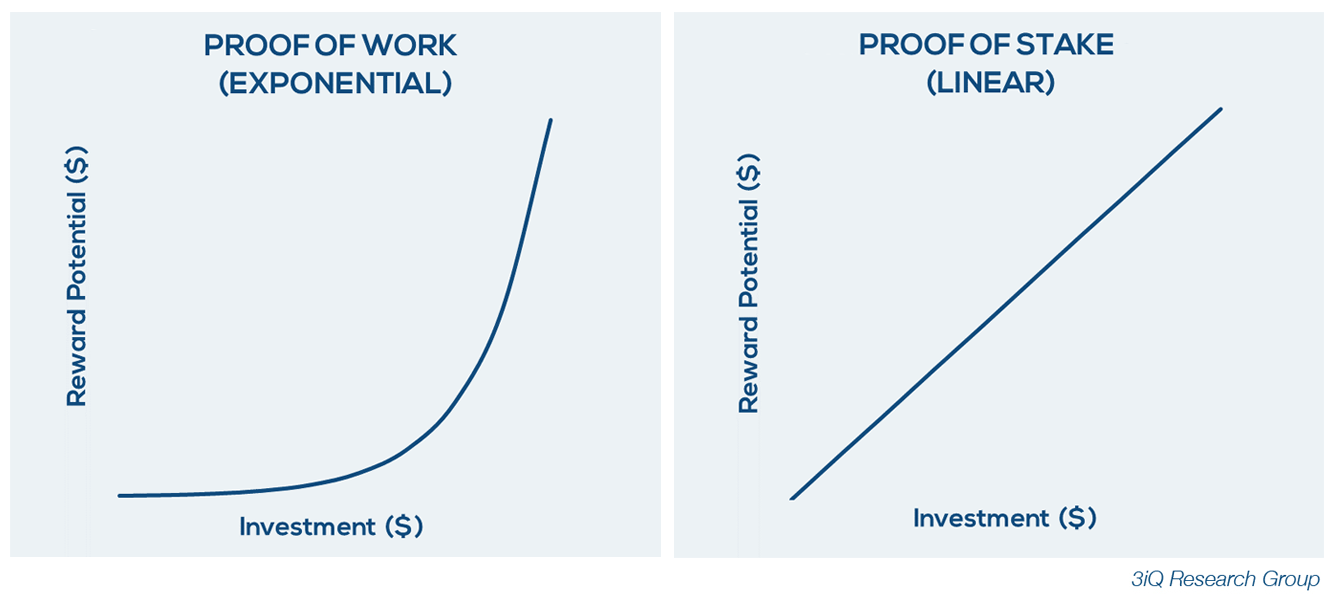 PROOF OF WORK
(EXPONENTIAL)
Reward Potential ($)
Investment ($)
PROOF OF STAKE
(LINEAR)
Reward Potential ($)
Investment ($)
3iQ Research Group